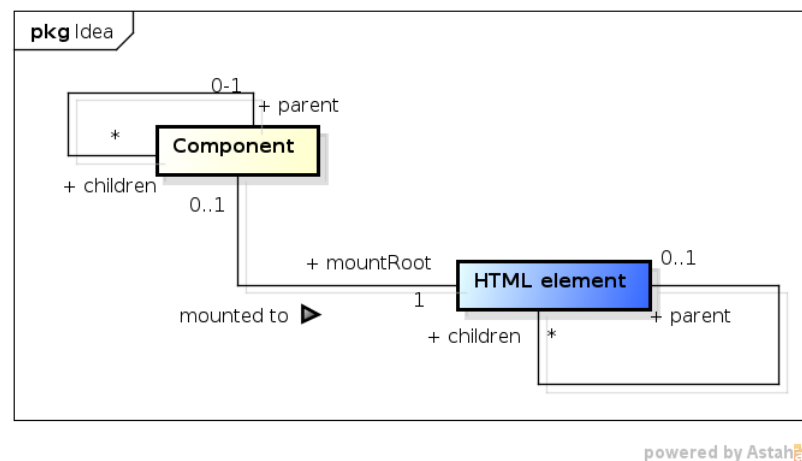 pkg Idea
0-1
+ parent
*
Component
+ children
0..1
+ mountRoot
0..1
HTML element
1
mounted to
+ parent
+ children
*
powered by Astah